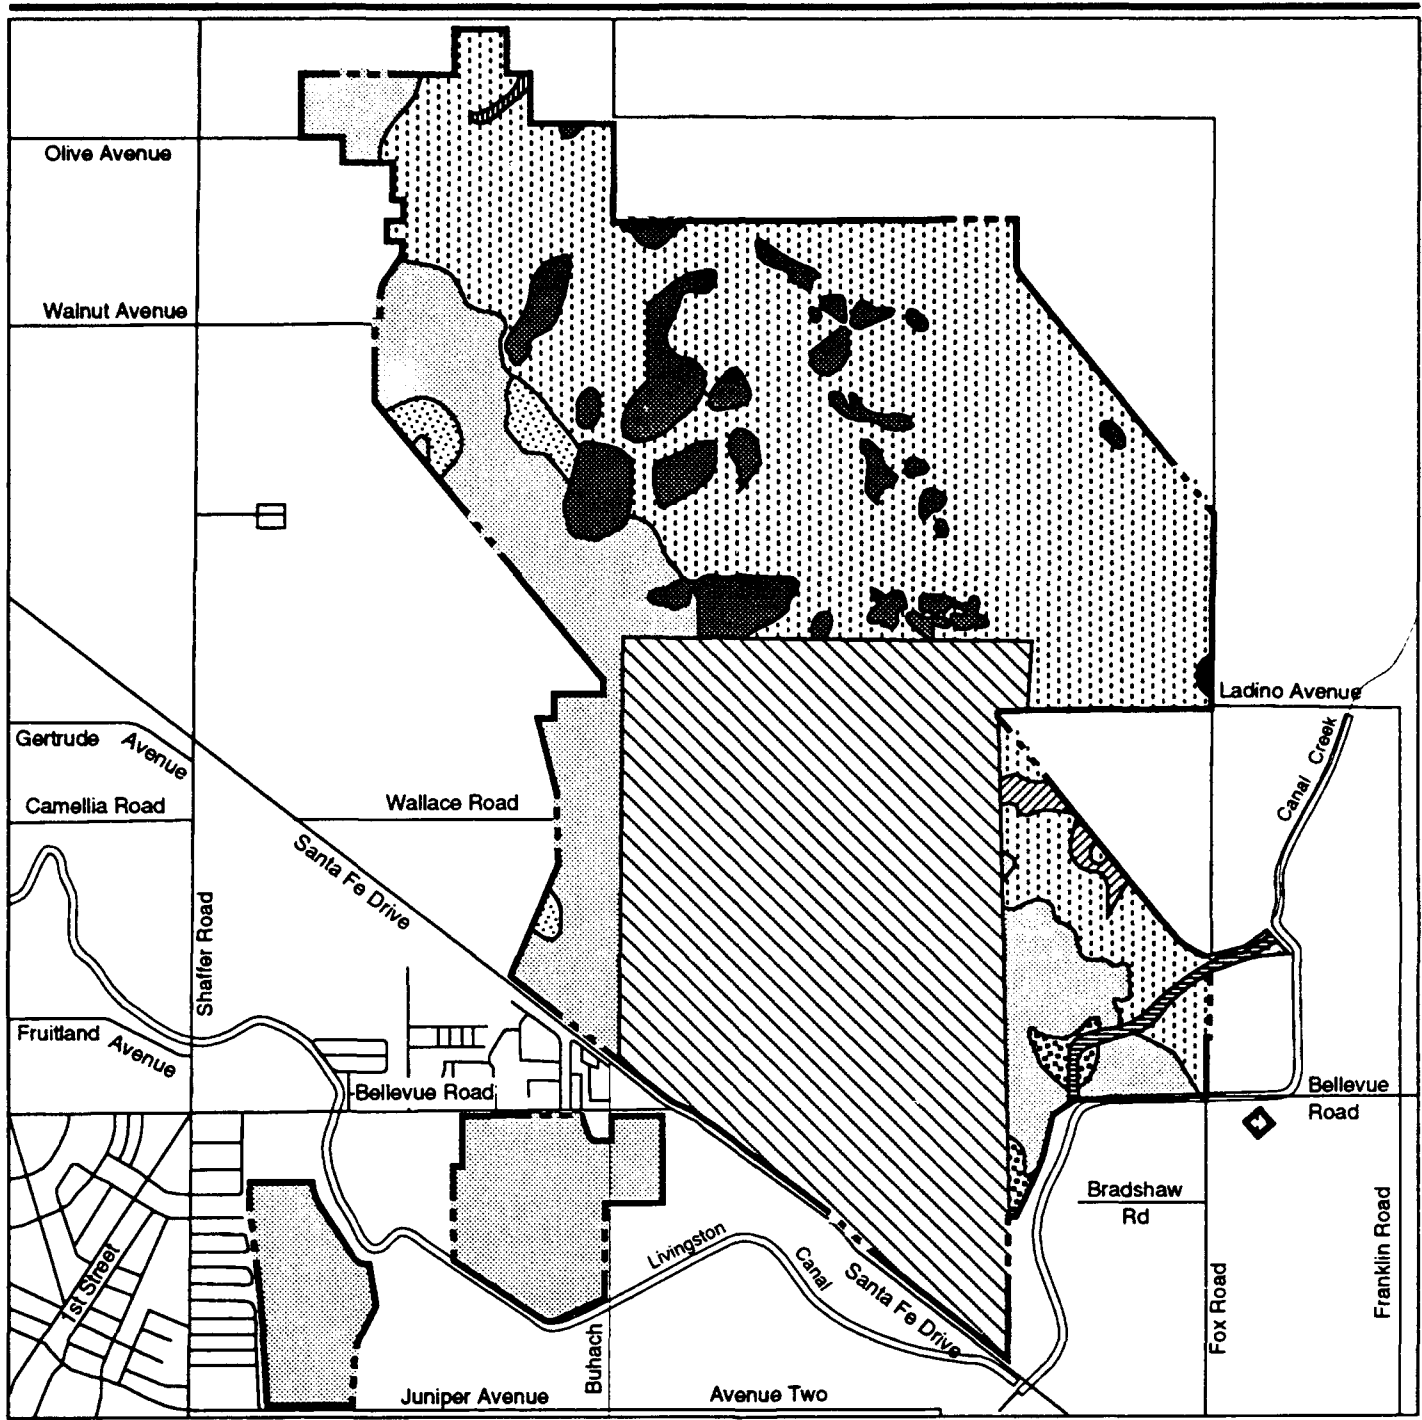 Olive Avenue
Walnut Avenue
Ladino Avenue
Gertrude Avenue
Canal Creek
Camellia Road
Wallace Road
Santa Fe Drive
Shaffer Road
Fruitland Avenue
Bellevue Road
Bellevue
Road
Bradshaw
Rd
1st Street
Livingston
Canal
Santa Fe Drive
Fox Road
Franklin Road
Buhach
Juniper Avenue
Avenue Two